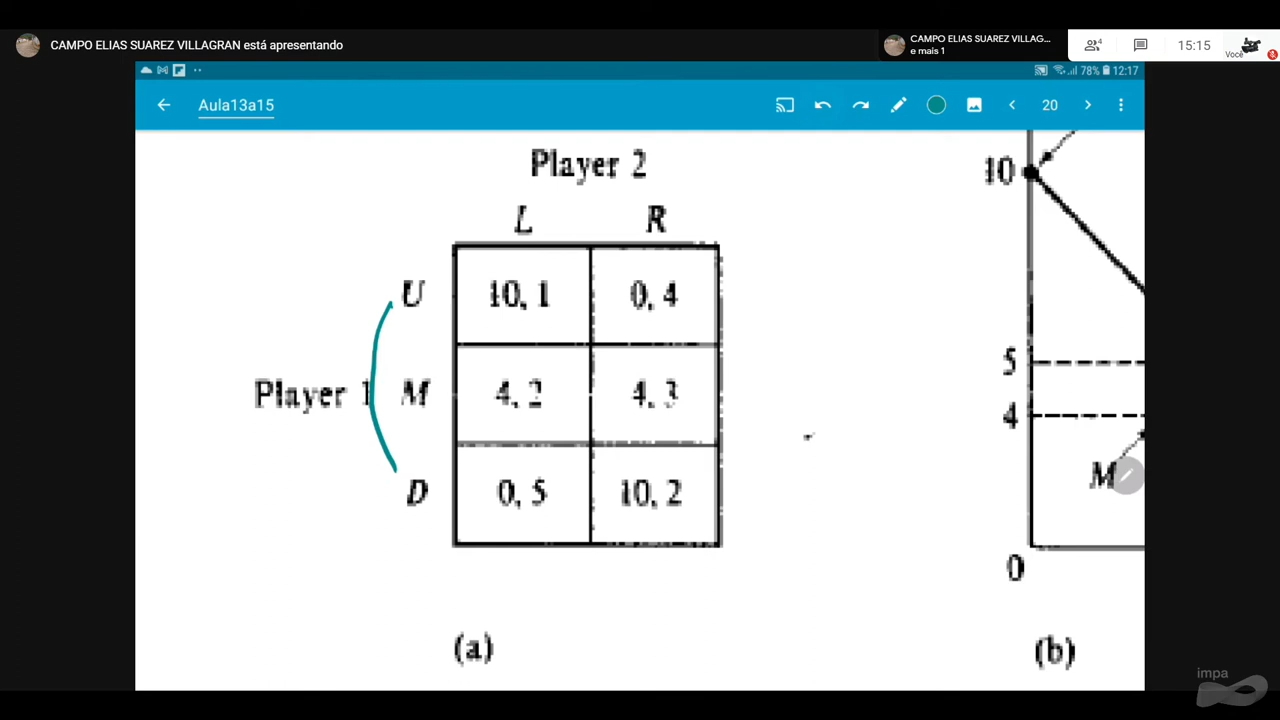 CAMPO ELIAS SUAREZ VILLAGRAN está apresentando
CAMPO ELIAS SUAREZ VILLAG...
e mais 1
4
15:15
Você
78% 12:17
Aula13a15
20
Player 2
L R
U 10, 1 0, 4
Player 1 M 4, 2 4, 3
D 0, 5 10, 2
(a)
10
5
4
M
0
(b)
impa